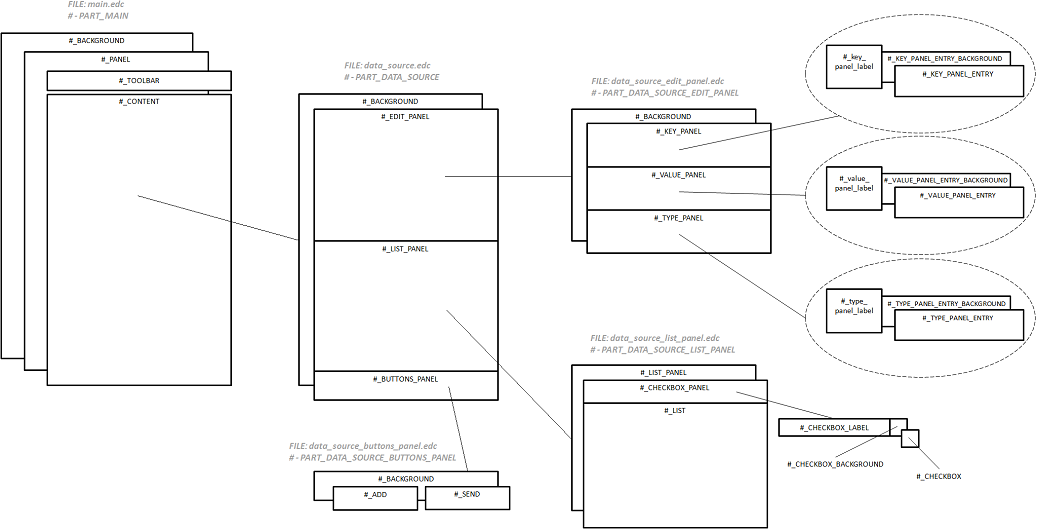 FILE: main.edc
# - PART_MAIN
#_BACKGROUND
#_PANEL
#_TOOLBAR
#_CONTENT
FILE: data_source.edc
# - PART_DATA_SOURCE
#_BACKGROUND
#_EDIT_PANEL
#_LIST_PANEL
#_BUTTONS_PANEL
FILE: data_source_buttons_panel.edc
# - PART_DATA_SOURCE_BUTTONS_PANEL
#_BACKGROUND
#_ADD
#_SEND
FILE: data_source_edit_panel.edc
# - PART_DATA_SOURCE_EDIT_PANEL
#_BACKGROUND
#_KEY_PANEL
#_VALUE_PANEL
#_TYPE_PANEL
#_key_
panel_label
#_KEY_PANEL_ENTRY_BACKGROUND
#_KEY_PANEL_ENTRY
#_value_
panel_label
#_VALUE_PANEL_ENTRY_BACKGROUND
#_VALUE_PANEL_ENTRY
#_type_
panel_label
#_TYPE_PANEL_ENTRY_BACKGROUND
#_TYPE_PANEL_ENTRY
FILE: data_source_list_panel.edc
# - PART_DATA_SOURCE_LIST_PANEL
#_LIST_PANEL
#_CHECKBOX_PANEL
#_LIST
#_CHECKBOX_LABEL
#_CHECKBOX_BACKGROUND
#_CHECKBOX